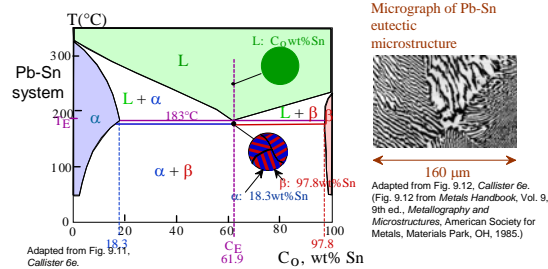 T(°C)
L: Cowt%Sn
300
L
Pb-Sn
system
L + α
200
183°C
L + β
β
TE
α
100
α + β
β: 97.8wt%Sn
α: 18.3wt%Sn
0
0
20
40
60
80
100
18.3
CE
61.9
97.8
Co, wt% Sn
Adapted from Fig. 9.11,
Callister 6e.
Micrograph of Pb-Sn
eutectic
microstructure
160 µm
Adapted from Fig. 9.12, Callister 6e.
(Fig. 9.12 from Metals Handbook, Vol. 9,
9th ed., Metallography and
Microstructures, American Society for
Metals, Materials Park, OH, 1985.)